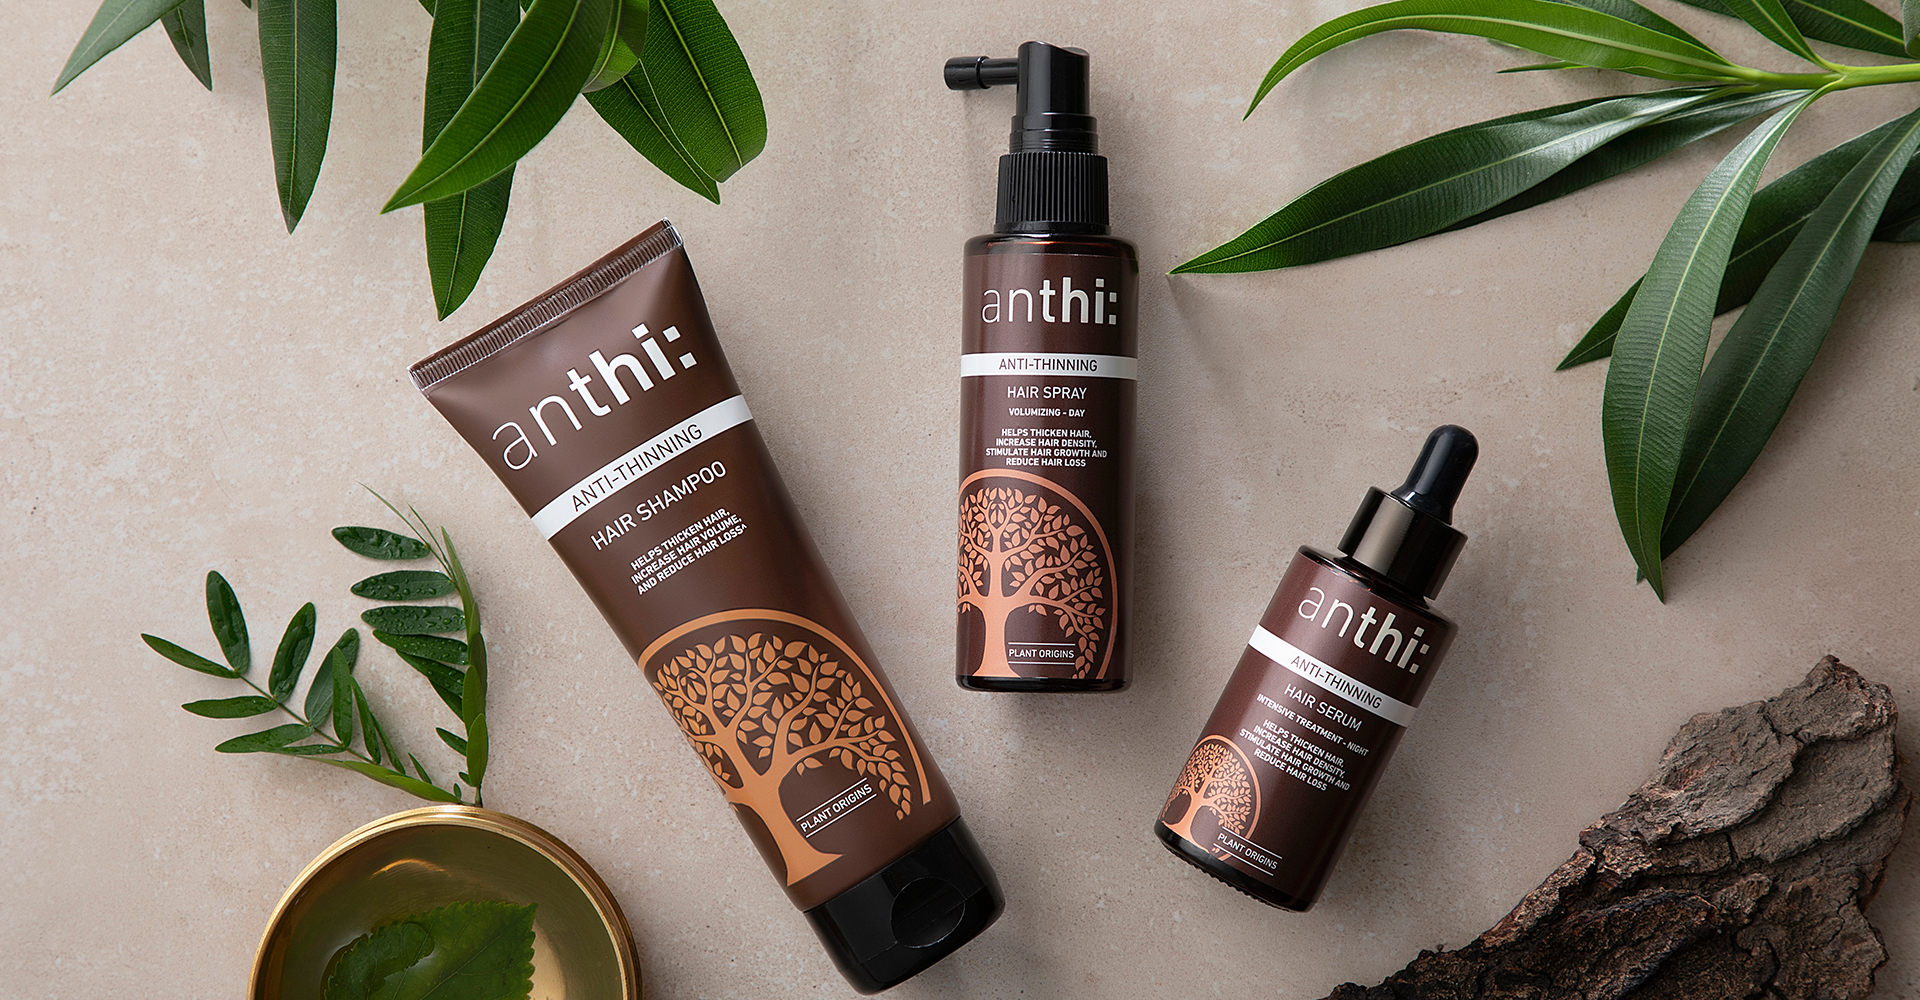 anthi:
ANTI-THINNING
HAIR SHAMPOO
HELPS THICKEN HAIR,
INCREASE HAIR VOLUME,
AND REDUCE HAIR LOSS^
PLANT ORIGINS
anthi:
ANTI-THINNING
HAIR SPRAY
VOLUMIZING - DAY
HELPS THICKEN HAIR,
INCREASE HAIR DENSITY,
STIMULATE HAIR GROWTH AND
REDUCE HAIR LOSS
PLANT ORIGINS
anthi:
ANTI-THINNING
HAIR SERUM
INTENSIVE TREATMENT - NIGHT
HELPS THICKEN HAIR,
INCREASE HAIR DENSITY,
STIMULATE HAIR GROWTH AND
REDUCE HAIR LOSS
PLANT ORIGINS